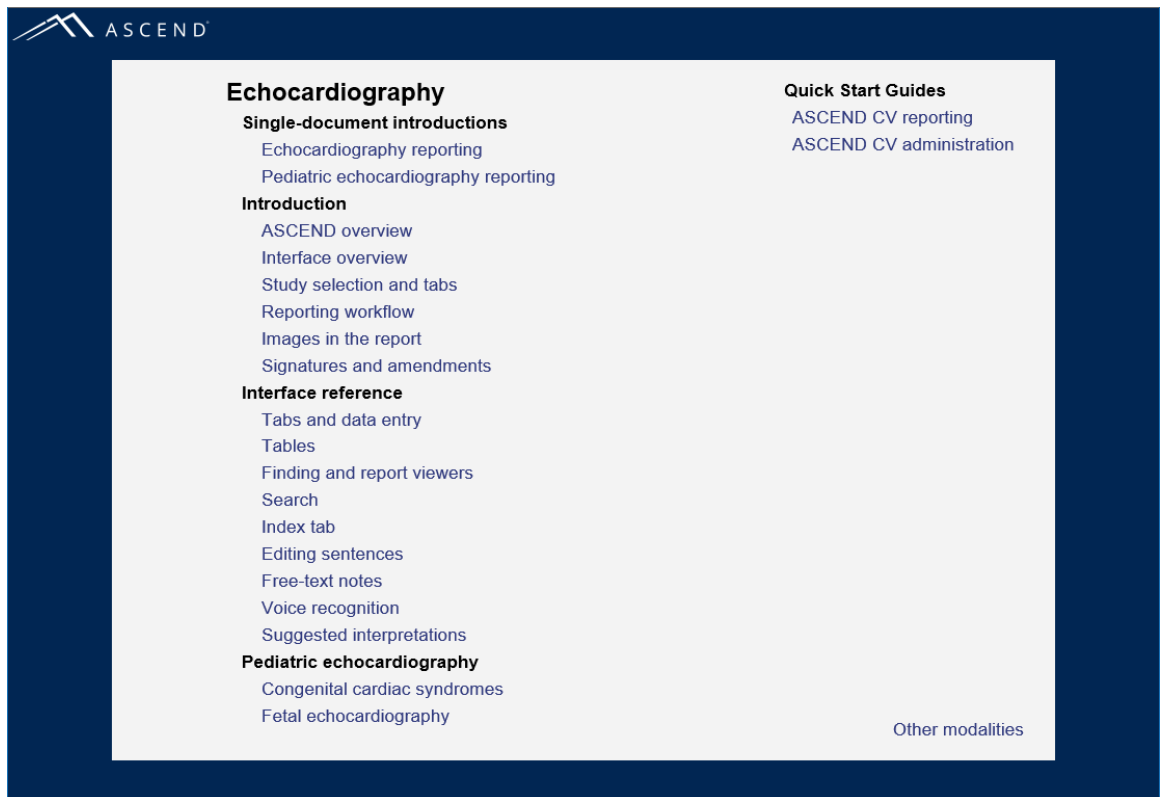 ASCEND
Echocardiography
Single-document introductions
Echocardiography reporting
Pediatric echocardiography reporting
Introduction
ASCEND overview
Interface overview
Study selection and tabs
Reporting workflow
Images in the report
Signatures and amendments
Interface reference
Tabs and data entry
Tables
Finding and report viewers
Search
Index tab
Editing sentences
Free-text notes
Voice recognition
Suggested interpretations
Pediatric echocardiography
Congenital cardiac syndromes
Fetal echocardiography
Quick Start Guides
ASCEND CV reporting
ASCEND CV administration
Other modalities